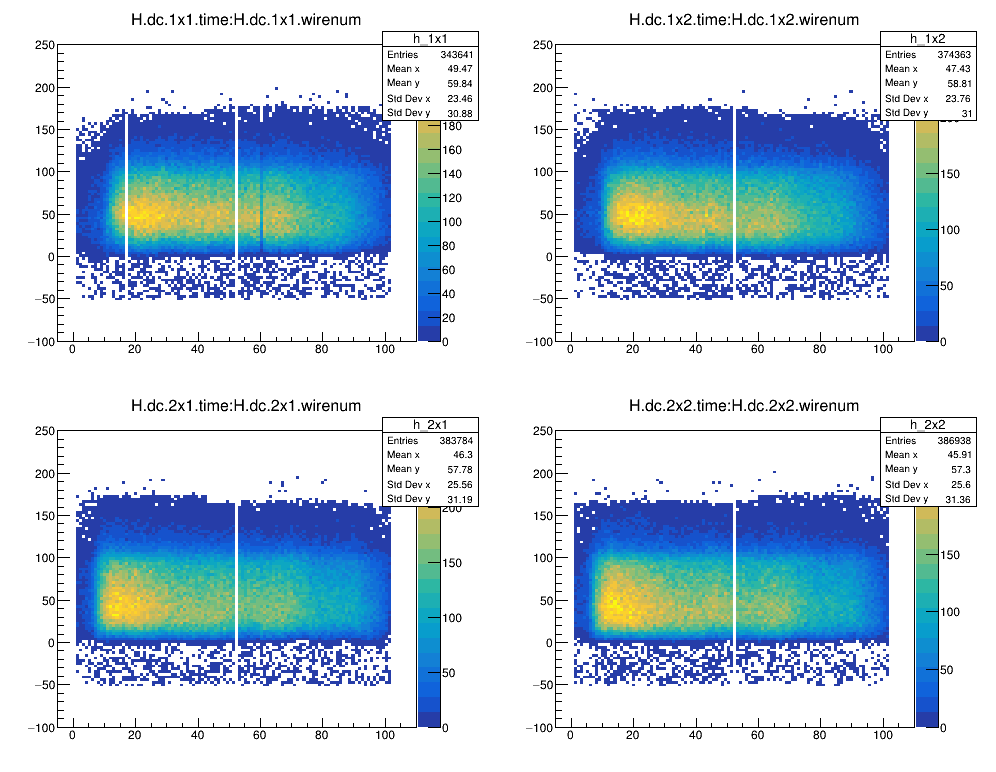 H.dc.1x1.time:H.dc.1x1.wirenum
h_1x1
Entries 343641
Mean x 49.47
Mean y 59.84
Std Dev x 23.46
Std Dev y 30.88
250
200
150
100
50
0
−50
−100
0 20 40 60 80 100
180
160
140
120
100
80
60
40
20
0
H.dc.1x2.time:H.dc.1x2.wirenum
h_1x2
Entries 374363
Mean x 47.43
Mean y 58.81
Std Dev x 23.76
Std Dev y 31
250
200
150
100
50
0
−50
−100
0 20 40 60 80 100
150
100
50
0
H.dc.2x1.time:H.dc.2x1.wirenum
h_2x1
Entries 383784
Mean x 46.3
Mean y 57.78
Std Dev x 25.56
Std Dev y 31.19
250
200
150
100
50
0
−50
−100
0 20 40 60 80 100
200
150
100
50
0
H.dc.2x2.time:H.dc.2x2.wirenum
h_2x2
Entries 386938
Mean x 45.91
Mean y 57.3
Std Dev x 25.6
Std Dev y 31.36
250
200
150
100
50
0
−50
−100
0 20 40 60 80 100
150
100
50
0